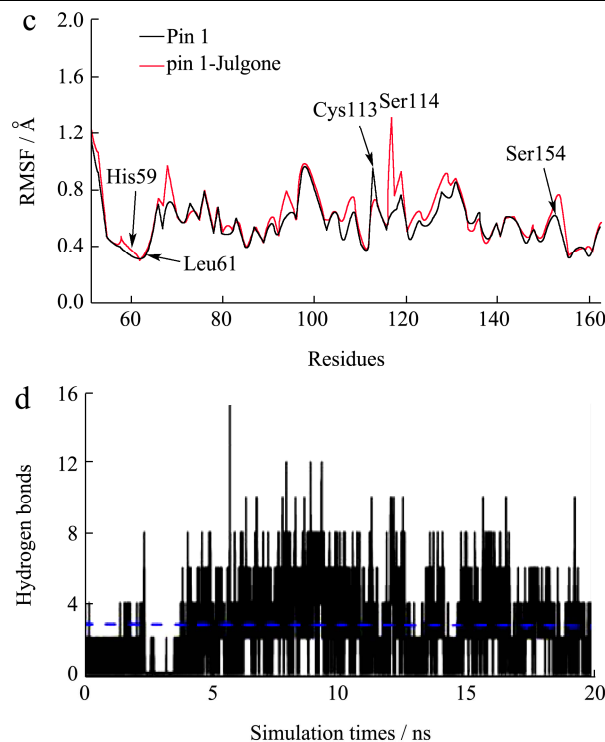 c
2.0
1.6
1.2
0.8
0.4
0.0
RMSF / Å
Pin 1
pin 1-Julgone
His59
Leu61
Cys113
Ser114
Ser154
60
80
100
120
140
160
Residues
d
16
12
8
4
0
Hydrogen bonds
0
5
10
15
20
Simulation times / ns